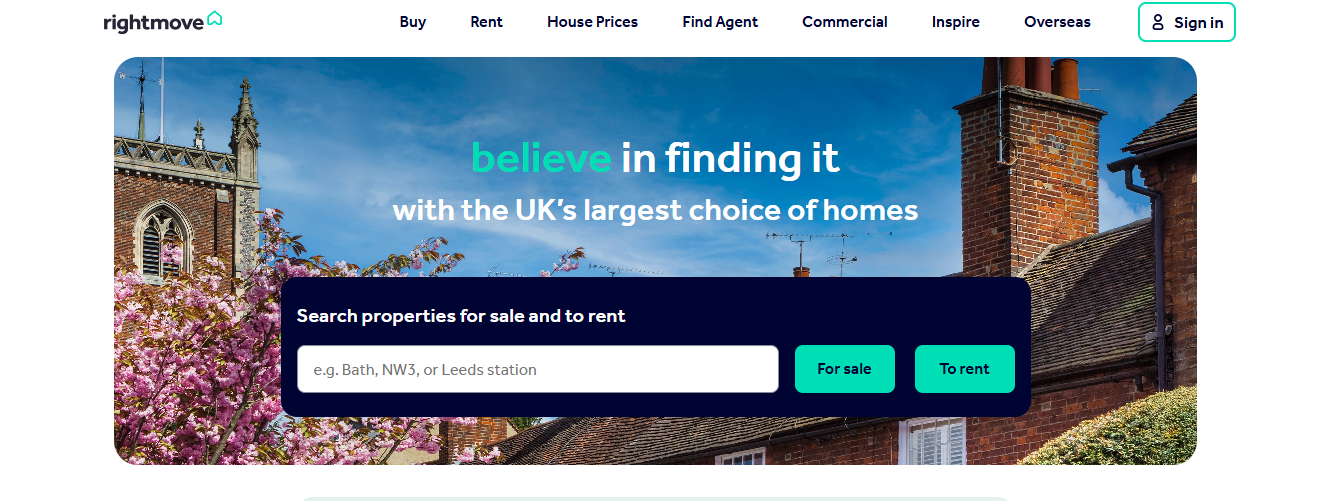 rightmove
Buy Rent House Prices Find Agent Commercial Inspire Overseas Sign in
believe in finding it
with the UK’s largest choice of homes
Search properties for sale and to rent
e.g. Bath, NW3, or Leeds station For sale To rent